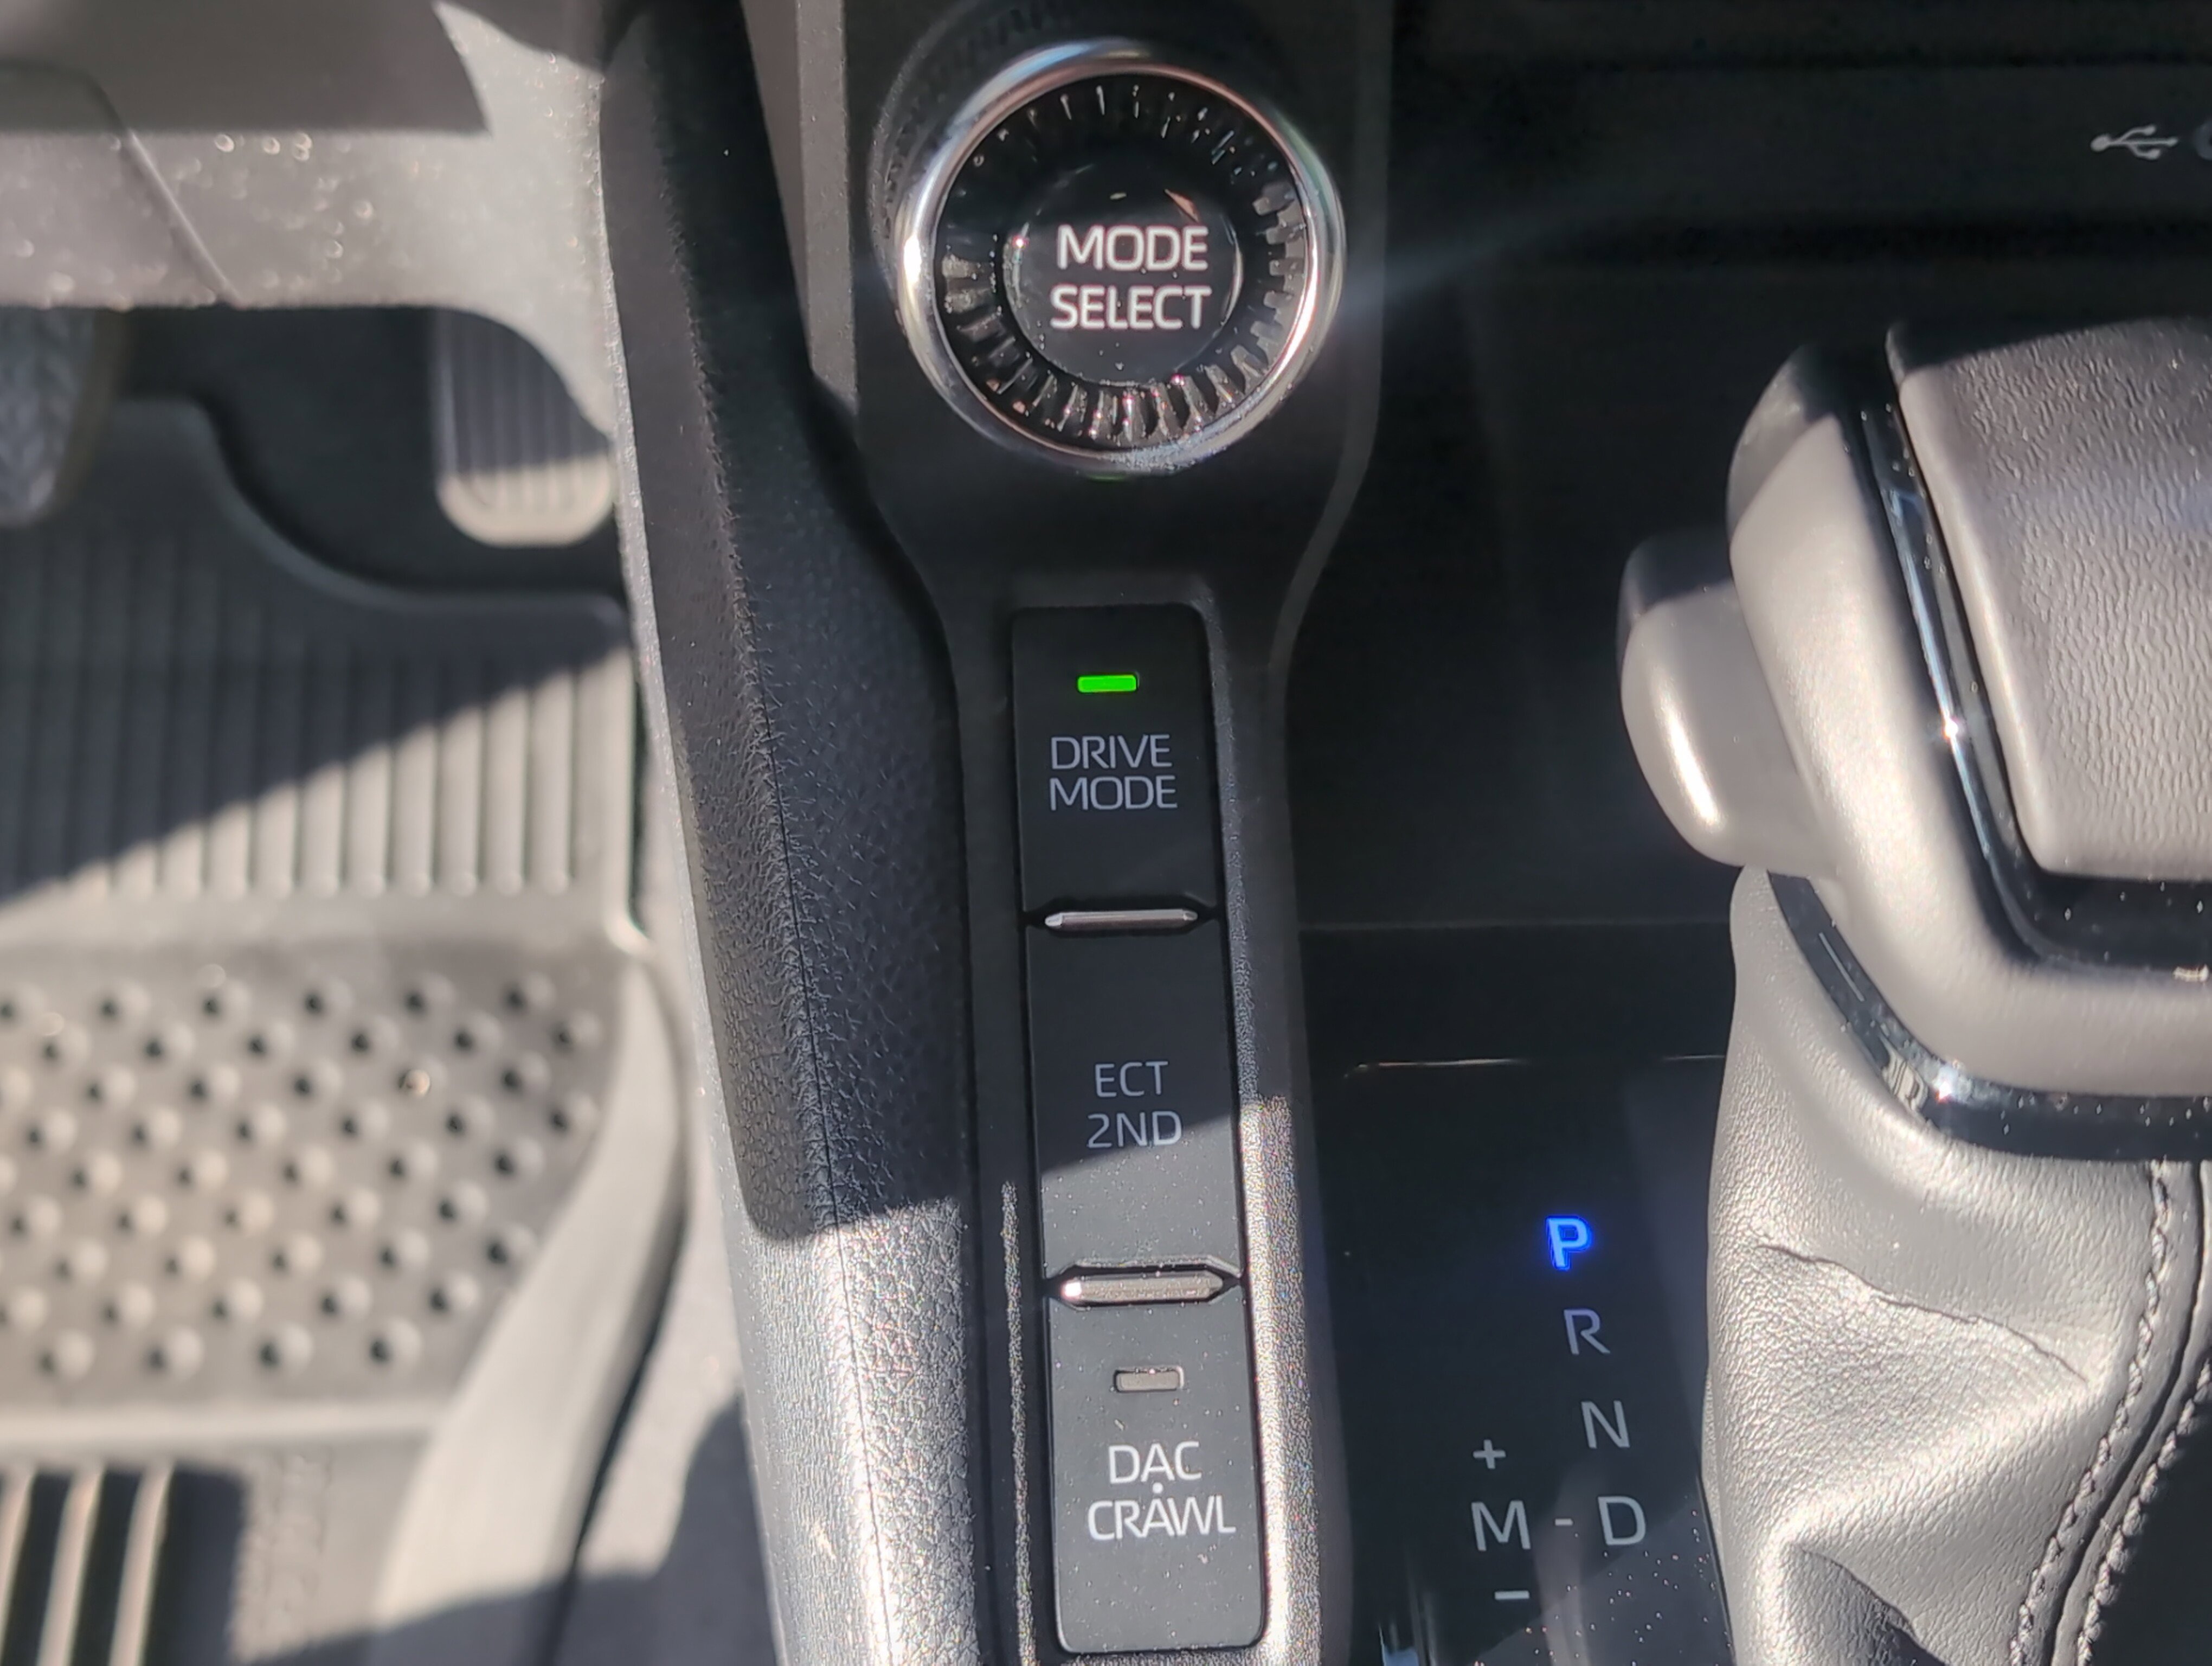 MODE
SELECT
DRIVE
MODE
ECT
2ND
DAC
CRAWL
P
R
N
+
M - D
−